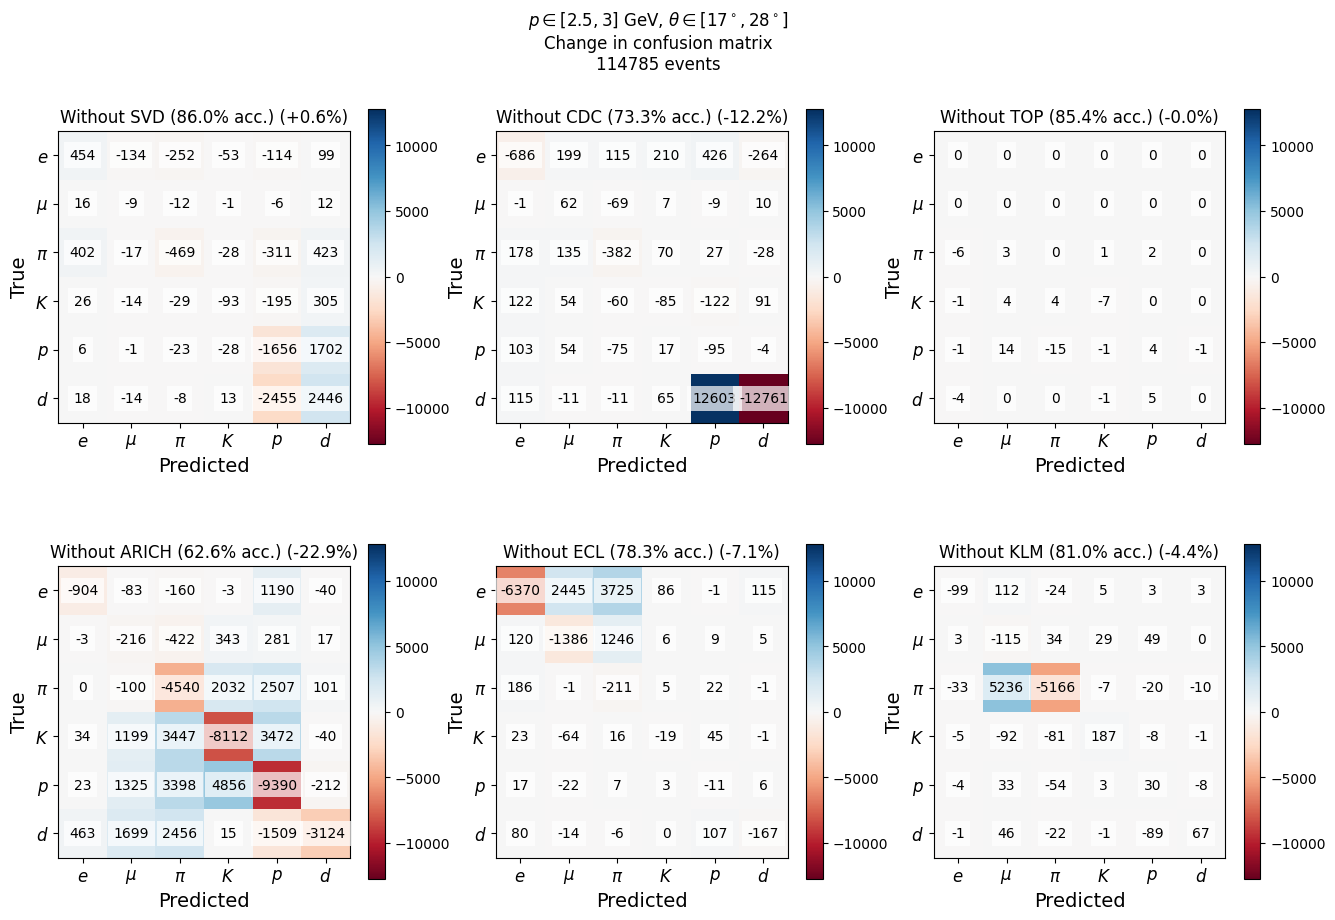 p ∈ [2.5, 3] GeV, θ ∈ [17°, 28°]
Change in confusion matrix
114785 events
Without SVD (86.0% acc.) (+0.6%)
e 454 -134 -252 -53 -114 99
μ 16 -9 -12 -1 -6 12
π 402 -17 -469 -28 -311 423
K 26 -14 -29 -93 -195 305
p 6 -1 -23 -28 -1656 1702
d 18 -14 -8 13 -2455 2446
e μ π K p d
Predicted
True
10000
5000
0
−5000
−10000
Without CDC (73.3% acc.) (-12.2%)
e -686 199 115 210 426 -264
μ -1 62 -69 7 -9 10
π 178 135 -382 70 27 -28
K 122 54 -60 -85 -122 91
p 103 54 -75 17 -95 -4
d 115 -11 -11 65 12603 -12761
e μ π K p d
Predicted
True
10000
5000
0
−5000
−10000
Without TOP (85.4% acc.) (-0.0%)
e 0 0 0 0 0 0
μ 0 0 0 0 0 0
π -6 3 0 1 2 0
K -1 4 4 -7 0 0
p -1 14 -15 -1 4 -1
d -4 0 0 -1 5 0
e μ π K p d
Predicted
True
10000
5000
0
−5000
−10000
Without ARICH (62.6% acc.) (-22.9%)
e -904 -83 -160 -3 1190 -40
μ -3 -216 -422 343 281 17
π 0 -100 -4540 2032 2507 101
K 34 1199 3447 -8112 3472 -40
p 23 1325 3398 4856 -9390 -212
d 463 1699 2456 15 -1509 -3124
e μ π K p d
Predicted
True
10000
5000
0
−5000
−10000
Without ECL (78.3% acc.) (-7.1%)
e -6370 2445 3725 86 -1 115
μ 120 -1386 1246 6 9 5
π 186 -1 -211 5 22 -1
K 23 -64 16 -19 45 -1
p 17 -22 7 3 -11 6
d 80 -14 -6 0 107 -167
e μ π K p d
Predicted
True
10000
5000
0
−5000
−10000
Without KLM (81.0% acc.) (-4.4%)
e -99 112 -24 5 3 3
μ 3 -115 34 29 49 0
π -33 5236 -5166 -7 -20 -10
K -5 -92 -81 187 -8 -1
p -4 33 -54 3 30 -8
d -1 46 -22 -1 -89 67
e μ π K p d
Predicted
True
10000
5000
0
−5000
−10000